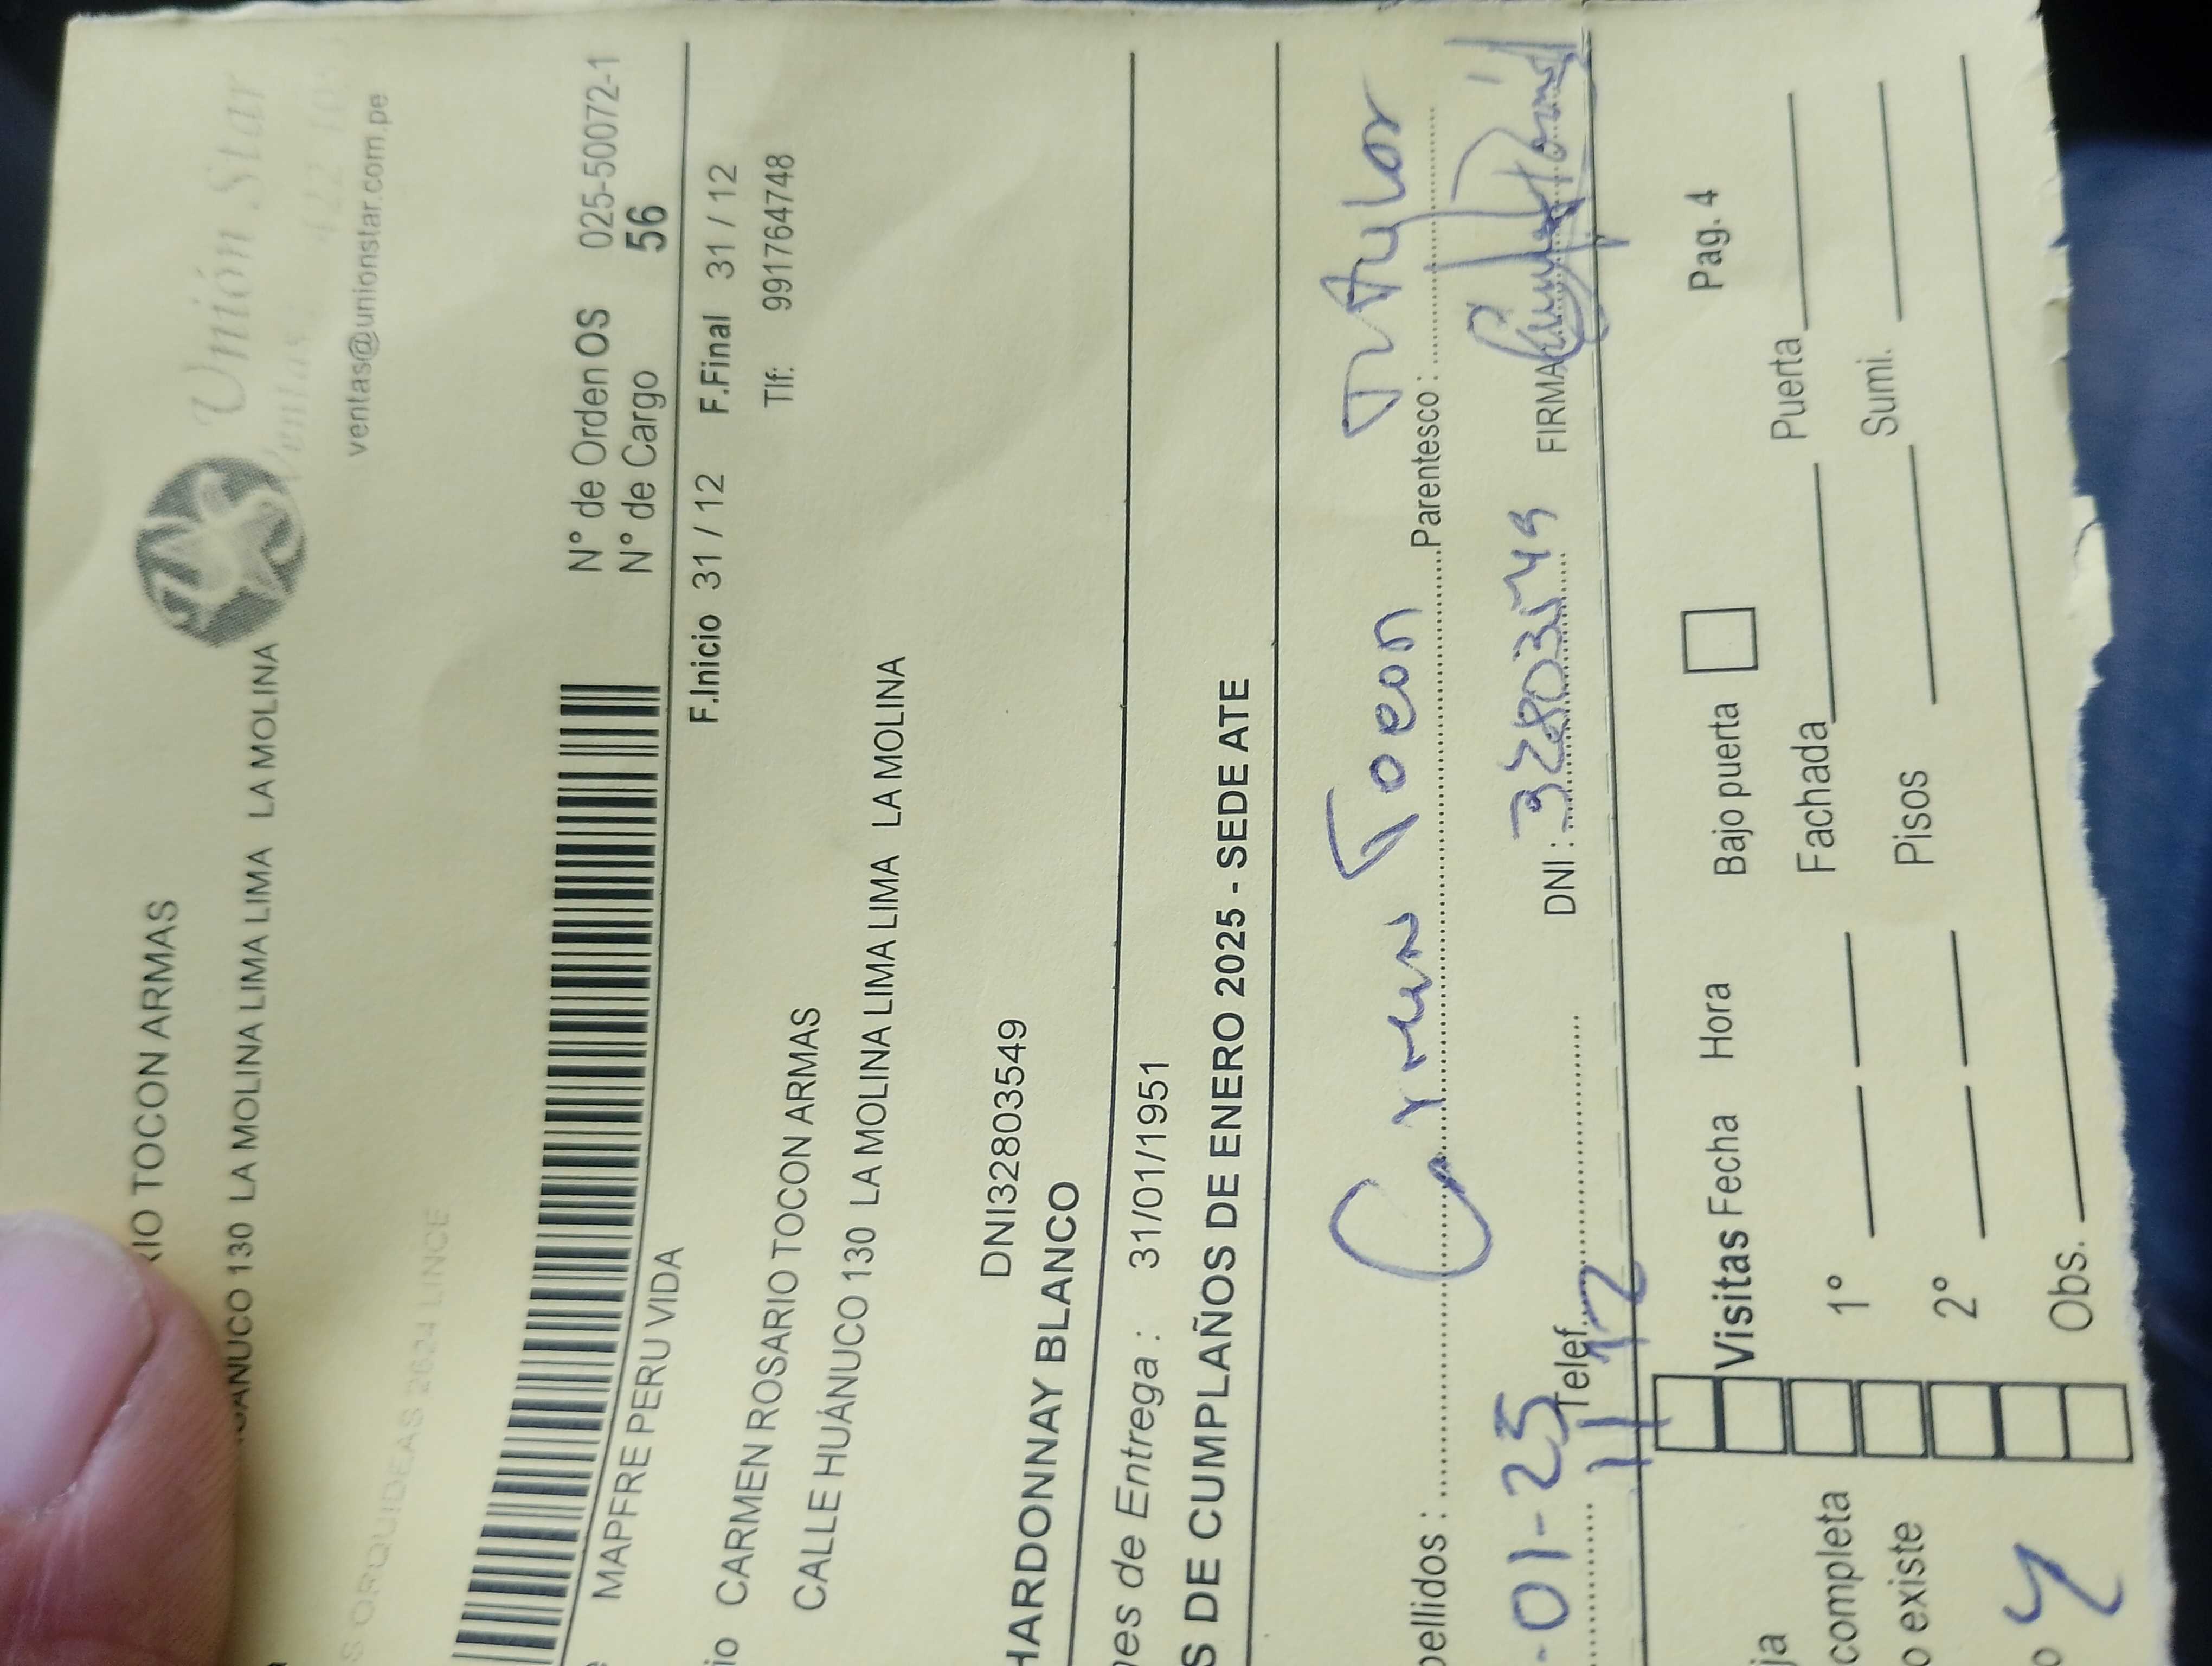 RIO TOCON ARMAS
130 LA MOLINA LIMA LIMA LA MOLINA
Unión Star
Ventas
ventas@unionstar.com.pe
ORQUIDEAS 2624 LINCE
N° de Orden OS 025-50072-1
N° de Cargo 56
MAPFRE PERU VIDA
F.Inicio 31 / 12 F.Final 31 / 12
CARMEN ROSARIO TOCON ARMAS
Tlf: 991764748
CALLE HUÁNUCO 130 LA MOLINA LIMA LIMA LA MOLINA
DNI32803549
HARDONNAY BLANCO
es de Entrega : 31/01/1951
S DE CUMPLAÑOS DE ENERO 2025 - SEDE ATE
pellidos : Carmen Tocon Parentesco : Titular
-01-25 Telef. DNI : 32803549 FIRMA
11 12
Visitas Fecha Hora Bajo puerta Pag. 4
1° Fachada Puerta
completa
2° Pisos Sumi.
o existe
Obs.